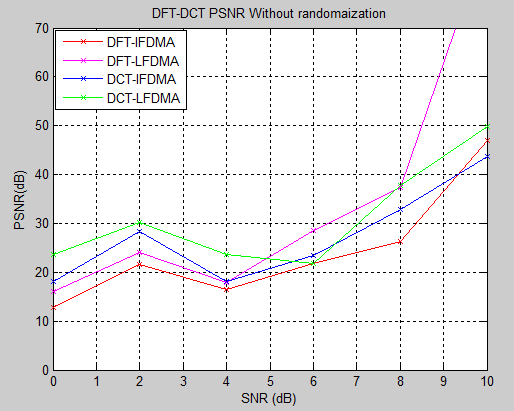 DFT-DCT PSNR Without randomaization
70
60
50
40
30
20
10
0
PSNR(dB)
DFT-IFDMA
DFT-LFDMA
DCT-IFDMA
DCT-LFDMA
0 1 2 3 4 5 6 7 8 9 10
SNR (dB)